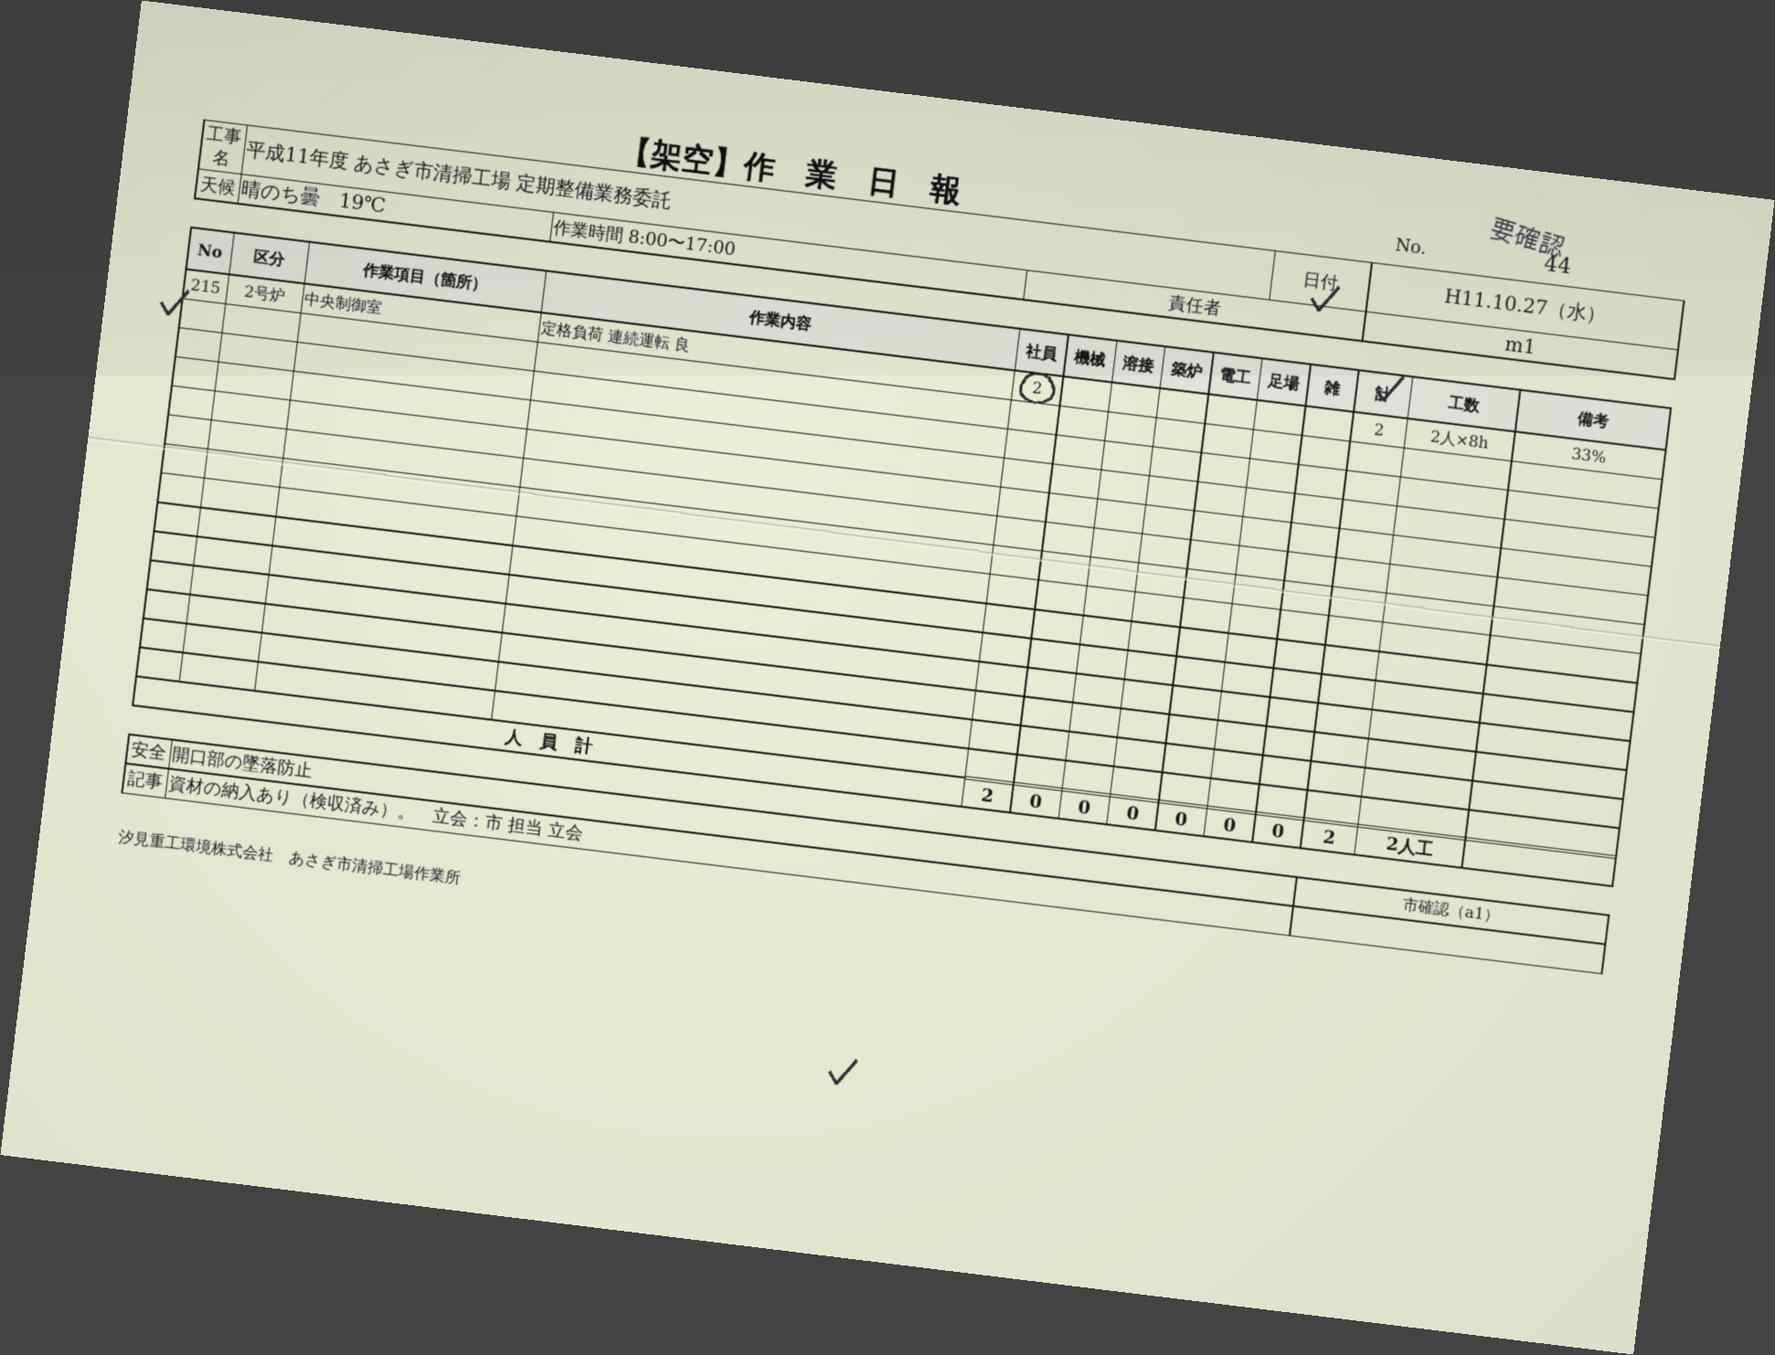 【架空】作 業 日 報
要確認
No. 44
工事名 平成11年度 あさぎ市清掃工場 定期整備業務委託 日付 H11.10.27（水）
天候 晴のち曇 19℃ 作業時間 8:00〜17:00 責任者 m1
No 区分 作業項目（箇所） 作業内容 社員 機械 溶接 築炉 電工 足場 雑 計 工数 備考
215 2号炉 中央制御室 定格負荷 連続運転 良 2 2 2人×8h 33%
人 員 計 2 0 0 0 0 0 0 2 2人工
安全 開口部の墜落防止 市確認（a1）
記事 資材の納入あり（検収済み）。 立会：市 担当 立会
汐見重工環境株式会社 あさぎ市清掃工場作業所